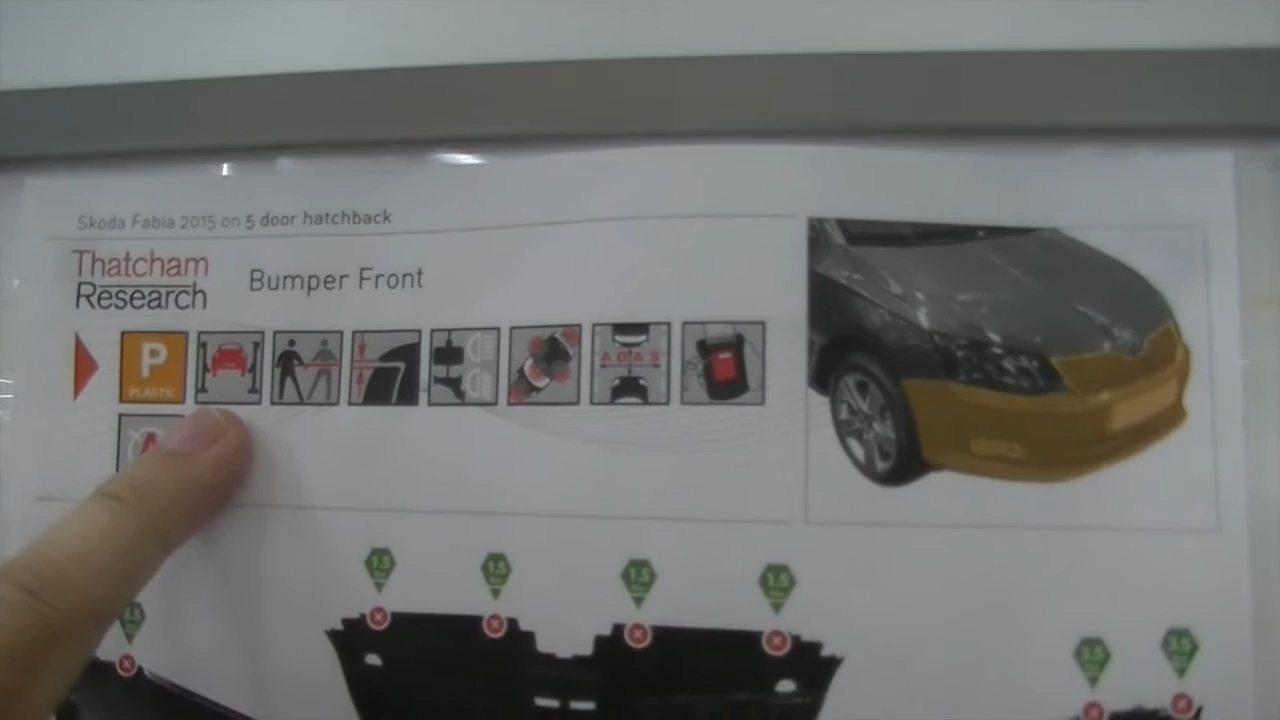 Skoda Fabia 2015 on 5 door hatchback
Thatcham
Research
Bumper Front
P
PLASTIC
A D A S
A
1.5
1.5
1.5
1.5